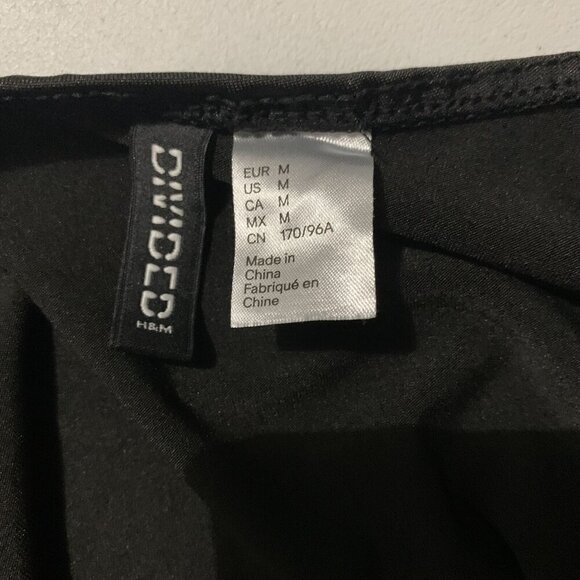 DIVIDED
H&M
EUR M
US M
CA M
MX M
CN 170/96A
Made in
China
Fabriqué en
Chine